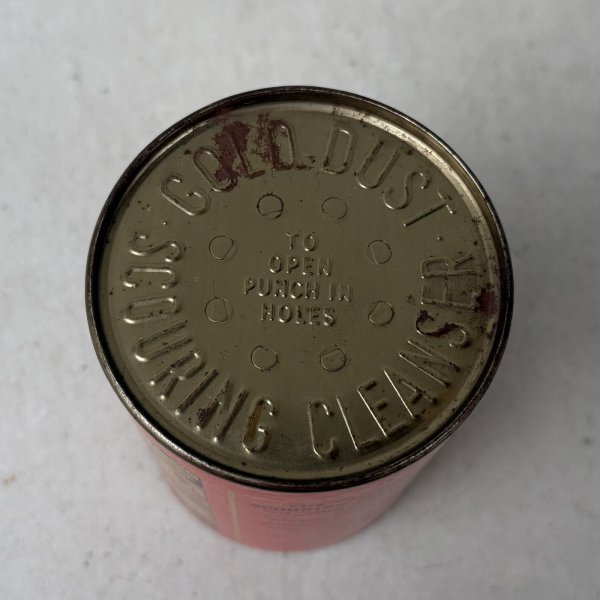 GOLD DUST
SCOURING CLEANSER
TO
OPEN
PUNCH IN
HOLES